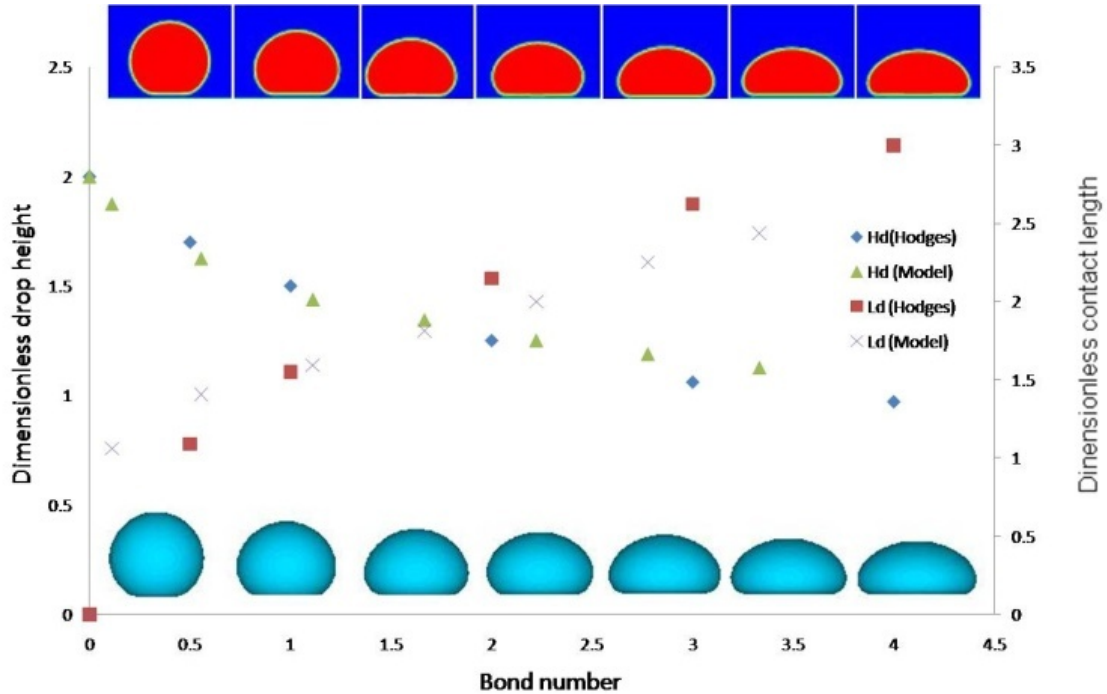 2.5
2
1.5
1
0.5
0
Dimensionless drop height
3.5
3
2.5
2
1.5
1
0.5
0
Dinensionless contact length
Hd(Hodges)
Hd (Model)
Ld (Hodges)
Ld (Model)
0 0.5 1 1.5 2 2.5 3 3.5 4 4.5
Bond number